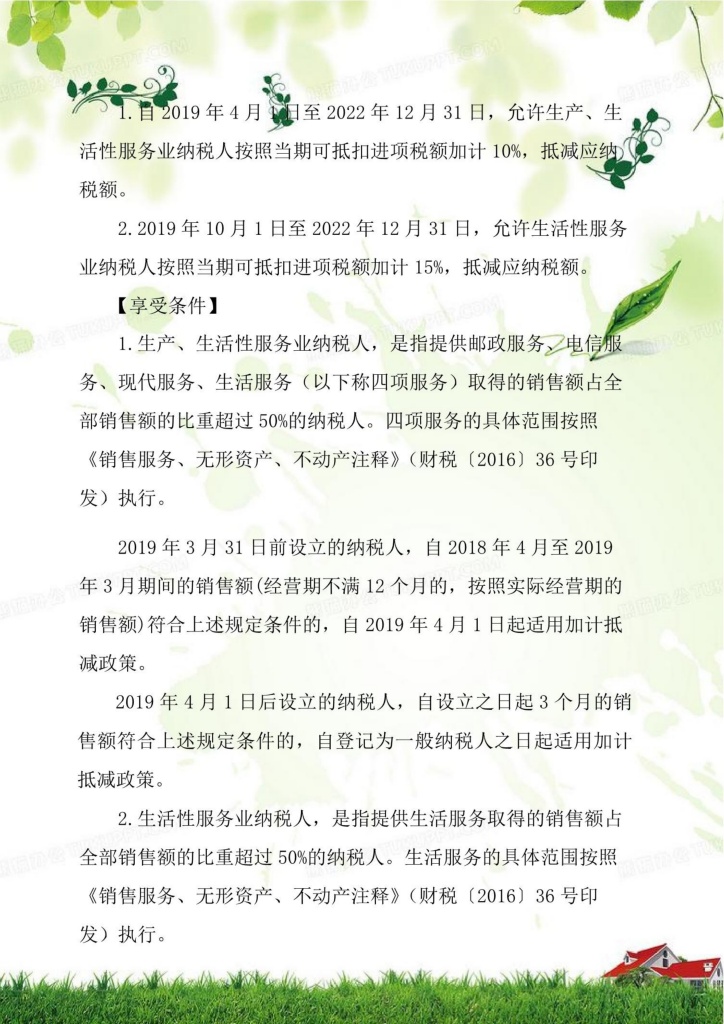 1.自 2019 年 4 月 1 日至 2022 年 12 月 31 日，允许生产、生
活性服务业纳税人按照当期可抵扣进项税额加计 10%，抵减应纳
税额。
2.2019 年 10 月 1 日至 2022 年 12 月 31 日，允许生活性服务
业纳税人按照当期可抵扣进项税额加计 15%，抵减应纳税额。
【享受条件】
1.生产、生活性服务业纳税人，是指提供邮政服务、电信服
务、现代服务、生活服务（以下称四项服务）取得的销售额占全
部销售额的比重超过 50%的纳税人。四项服务的具体范围按照
《销售服务、无形资产、不动产注释》（财税〔2016〕36 号印
发）执行。
2019 年 3 月 31 日前设立的纳税人，自 2018 年 4 月至 2019
年 3 月期间的销售额(经营期不满 12 个月的，按照实际经营期的
销售额)符合上述规定条件的，自 2019 年 4 月 1 日起适用加计抵
减政策。
2019 年 4 月 1 日后设立的纳税人，自设立之日起 3 个月的销
售额符合上述规定条件的，自登记为一般纳税人之日起适用加计
抵减政策。
2.生活性服务业纳税人，是指提供生活服务取得的销售额占
全部销售额的比重超过 50%的纳税人。生活服务的具体范围按照
《销售服务、无形资产、不动产注释》（财税〔2016〕36 号印
发）执行。